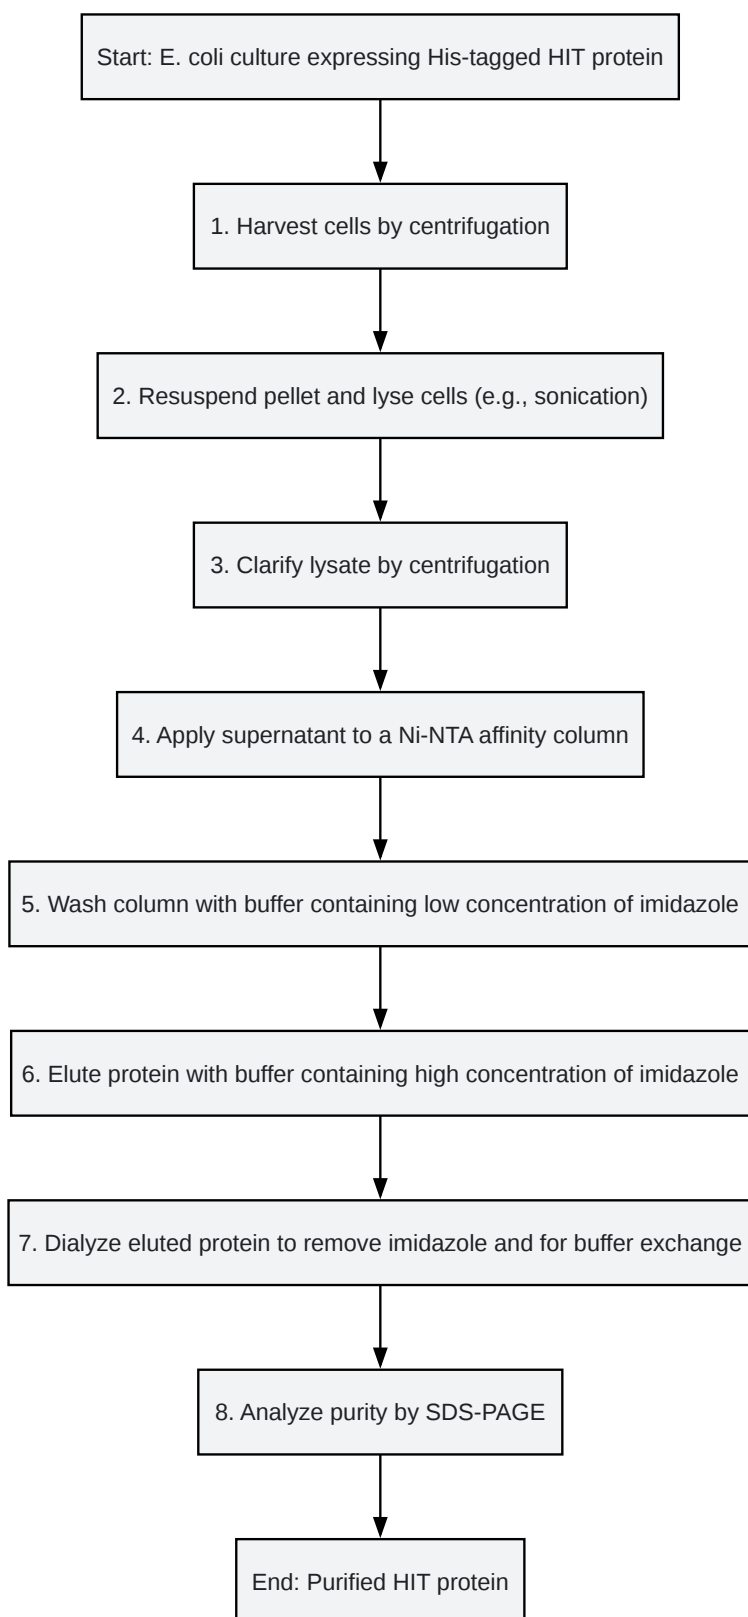 Start: E. coli culture expressing His-tagged HIT protein
1. Harvest cells by centrifugation
2. Resuspend pellet and lyse cells (e.g., sonication)
3. Clarify lysate by centrifugation
4. Apply supernatant to a Ni-NTA affinity column
5. Wash column with buffer containing low concentration of imidazole
6. Elute protein with buffer containing high concentration of imidazole
7. Dialyze eluted protein to remove imidazole and for buffer exchange
8. Analyze purity by SDS-PAGE
End: Purified HIT protein